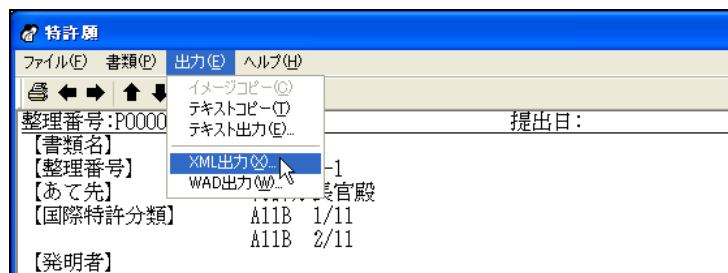 特許願
ファイル(F) 書類(P) 出力(E) ヘルプ(H)
イメージコピー(C)
テキストコピー(T)
テキスト出力(E)...
XML出力(X)...
WAD出力(W)...
整理番号:P0000 提出日:
【書類名】
【整理番号】 -1
【あて先】 長官殿
【国際特許分類】 A11B 1/11
A11B 2/11
【発明者】